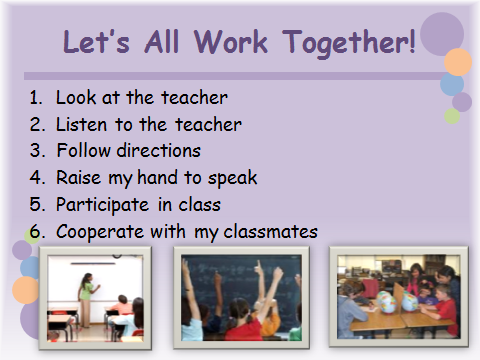 Let's All Work Together!
1. Look at the teacher
2. Listen to the teacher
3. Follow directions
4. Raise my hand to speak
5. Participate in class
6. Cooperate with my classmates